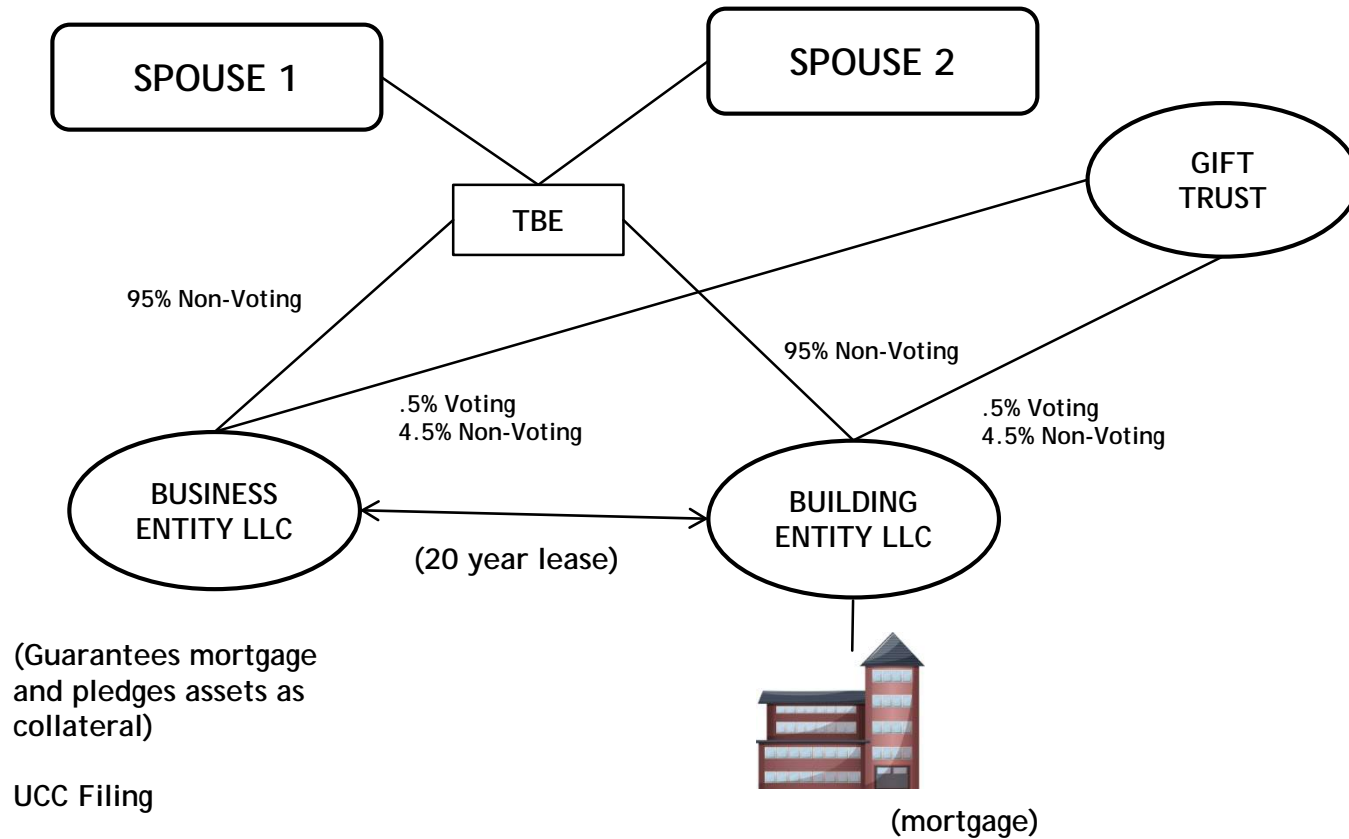 SPOUSE 1
SPOUSE 2
GIFT
TRUST
TBE
95% Non-Voting
95% Non-Voting
.5% Voting
4.5% Non-Voting
.5% Voting
4.5% Non-Voting
BUSINESS
ENTITY LLC
BUILDING
ENTITY LLC
(20 year lease)
(Guarantees mortgage
and pledges assets as
collateral)
UCC Filing
(mortgage)